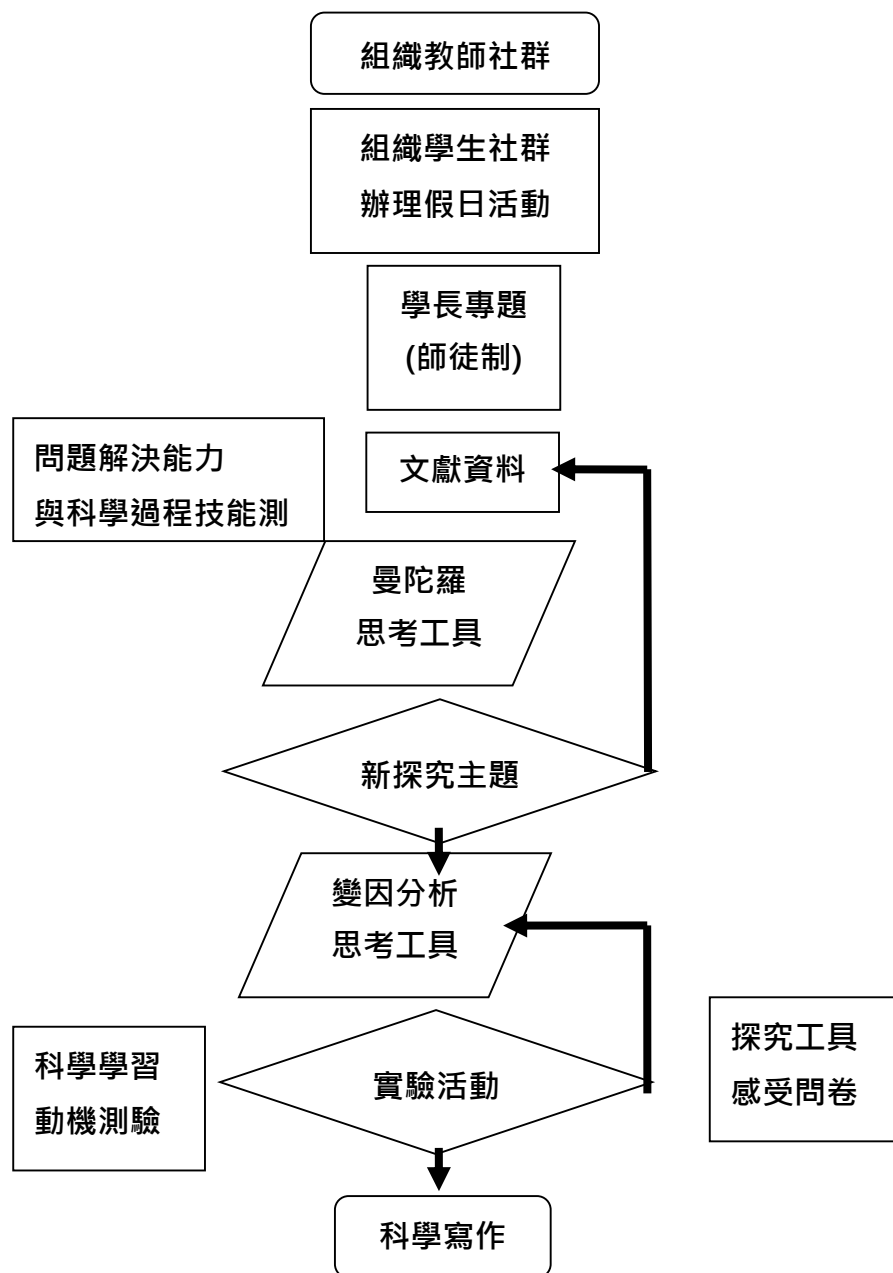 組織教師社群
組織學生社群
辦理假日活動
學長專題
(師徒制)
問題解決能力
與科學過程技能測
文獻資料
曼陀羅
思考工具
新探究主題
變因分析
思考工具
科學學習
動機測驗
實驗活動
探究工具
感受問卷
科學寫作